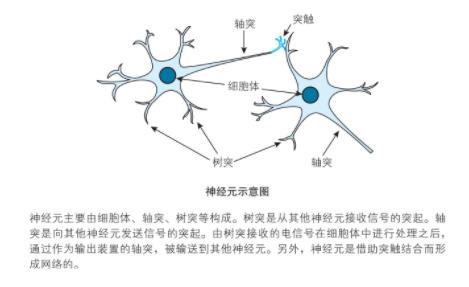 轴突
突触
细胞体
树突
轴突
神经元示意图
神经元主要由细胞体、轴突、树突等构成。树突是从其他神经元接收信号的突起。轴
突是向其他神经元发送信号的突起。由树突接收的电信号在细胞体中进行处理之后，
通过作为输出装置的轴突，被输送到其他神经元。另外，神经元是借助突触结合而形
成网络的。